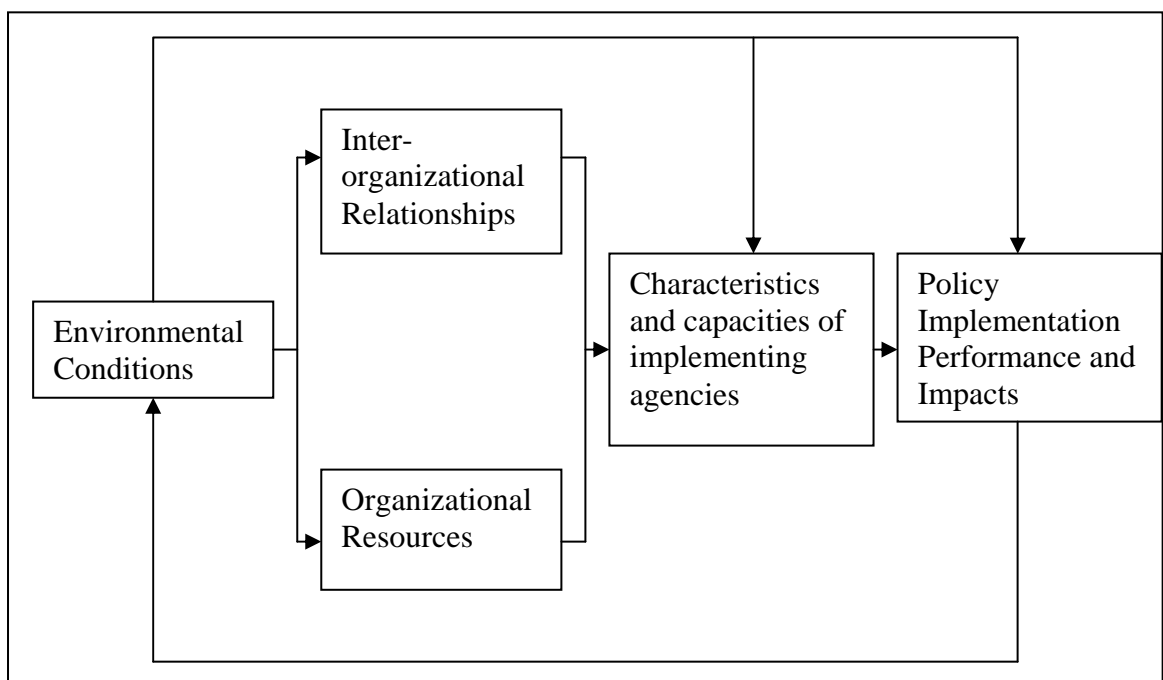 Inter-
organizational
Relationships
Environmental
Conditions
Organizational
Resources
Characteristics
and capacities of
implementing
agencies
Policy
Implementation
Performance and
Impacts